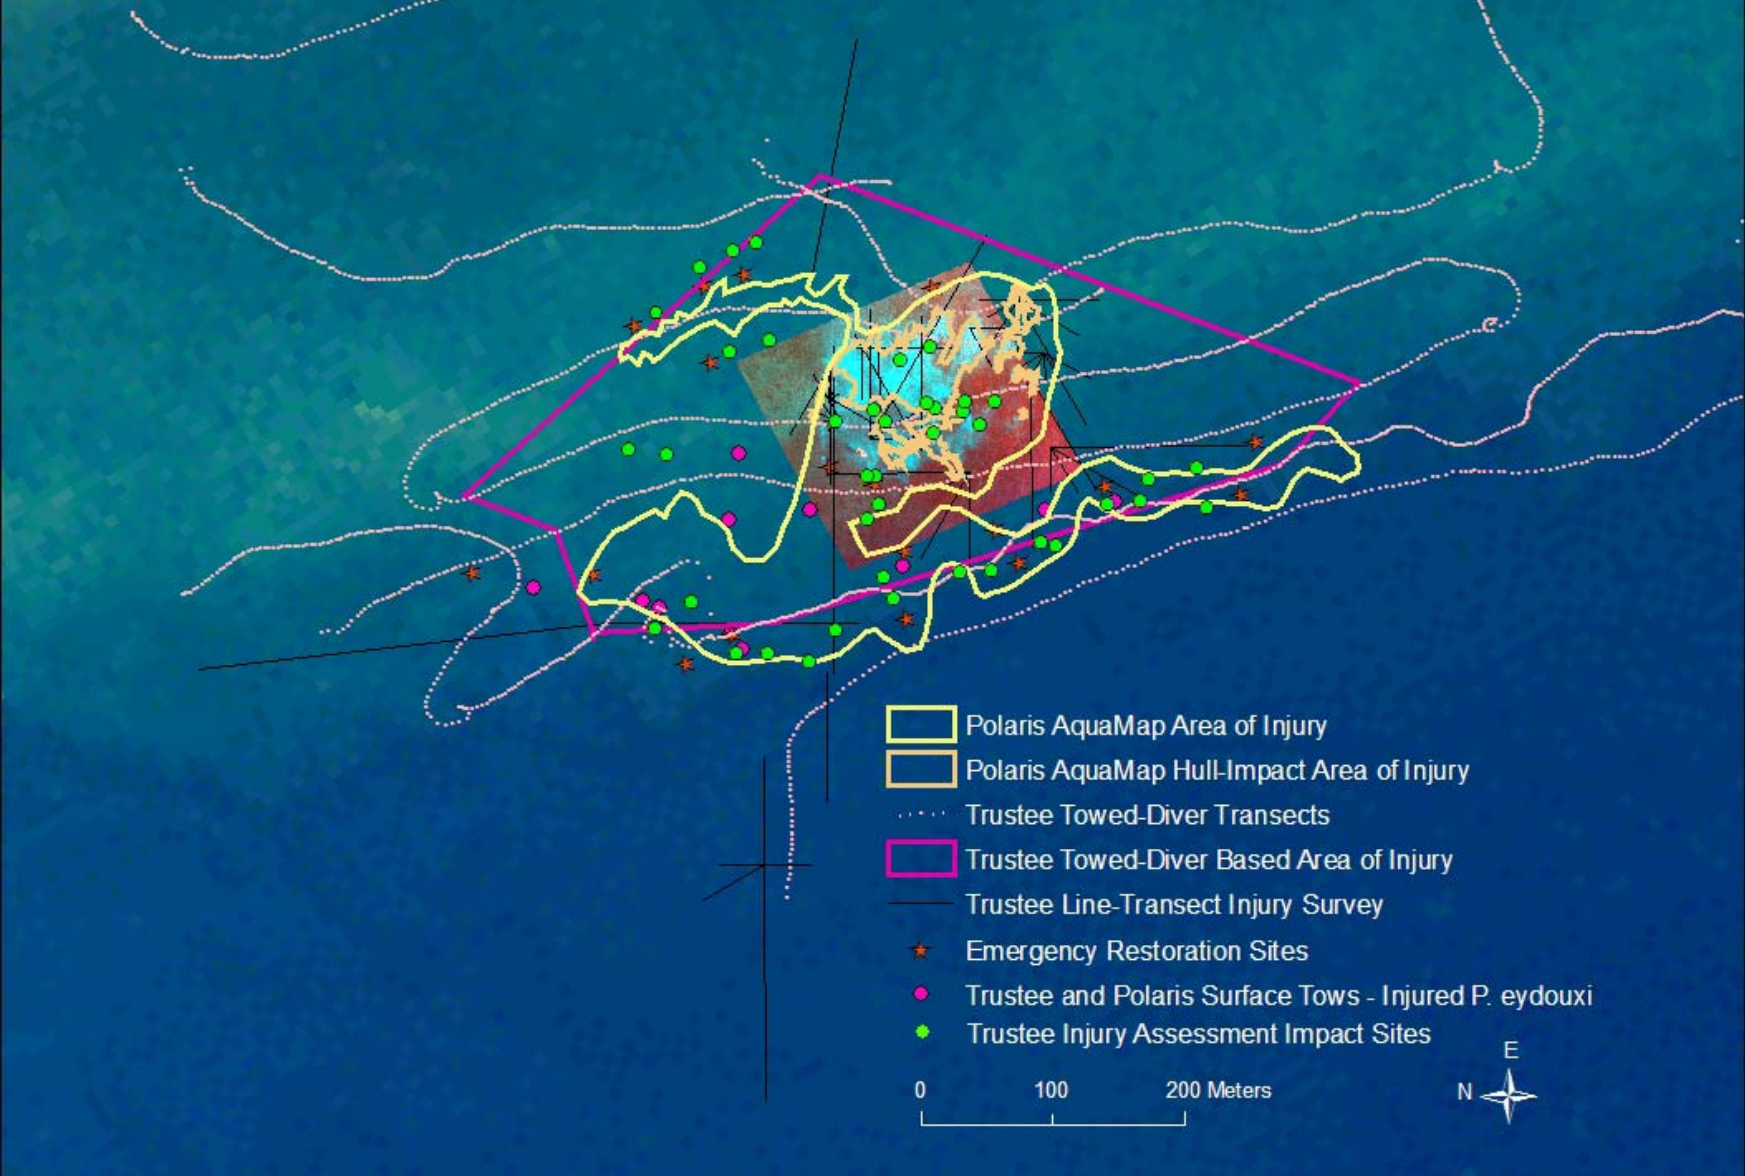 Polaris AquaMap Area of Injury
Polaris AquaMap Hull-Impact Area of Injury
Trustee Towed-Diver Transects
Trustee Towed-Diver Based Area of Injury
Trustee Line-Transect Injury Survey
Emergency Restoration Sites
Trustee and Polaris Surface Tows - Injured P. eydouxi
Trustee Injury Assessment Impact Sites
E
N
0 100 200 Meters